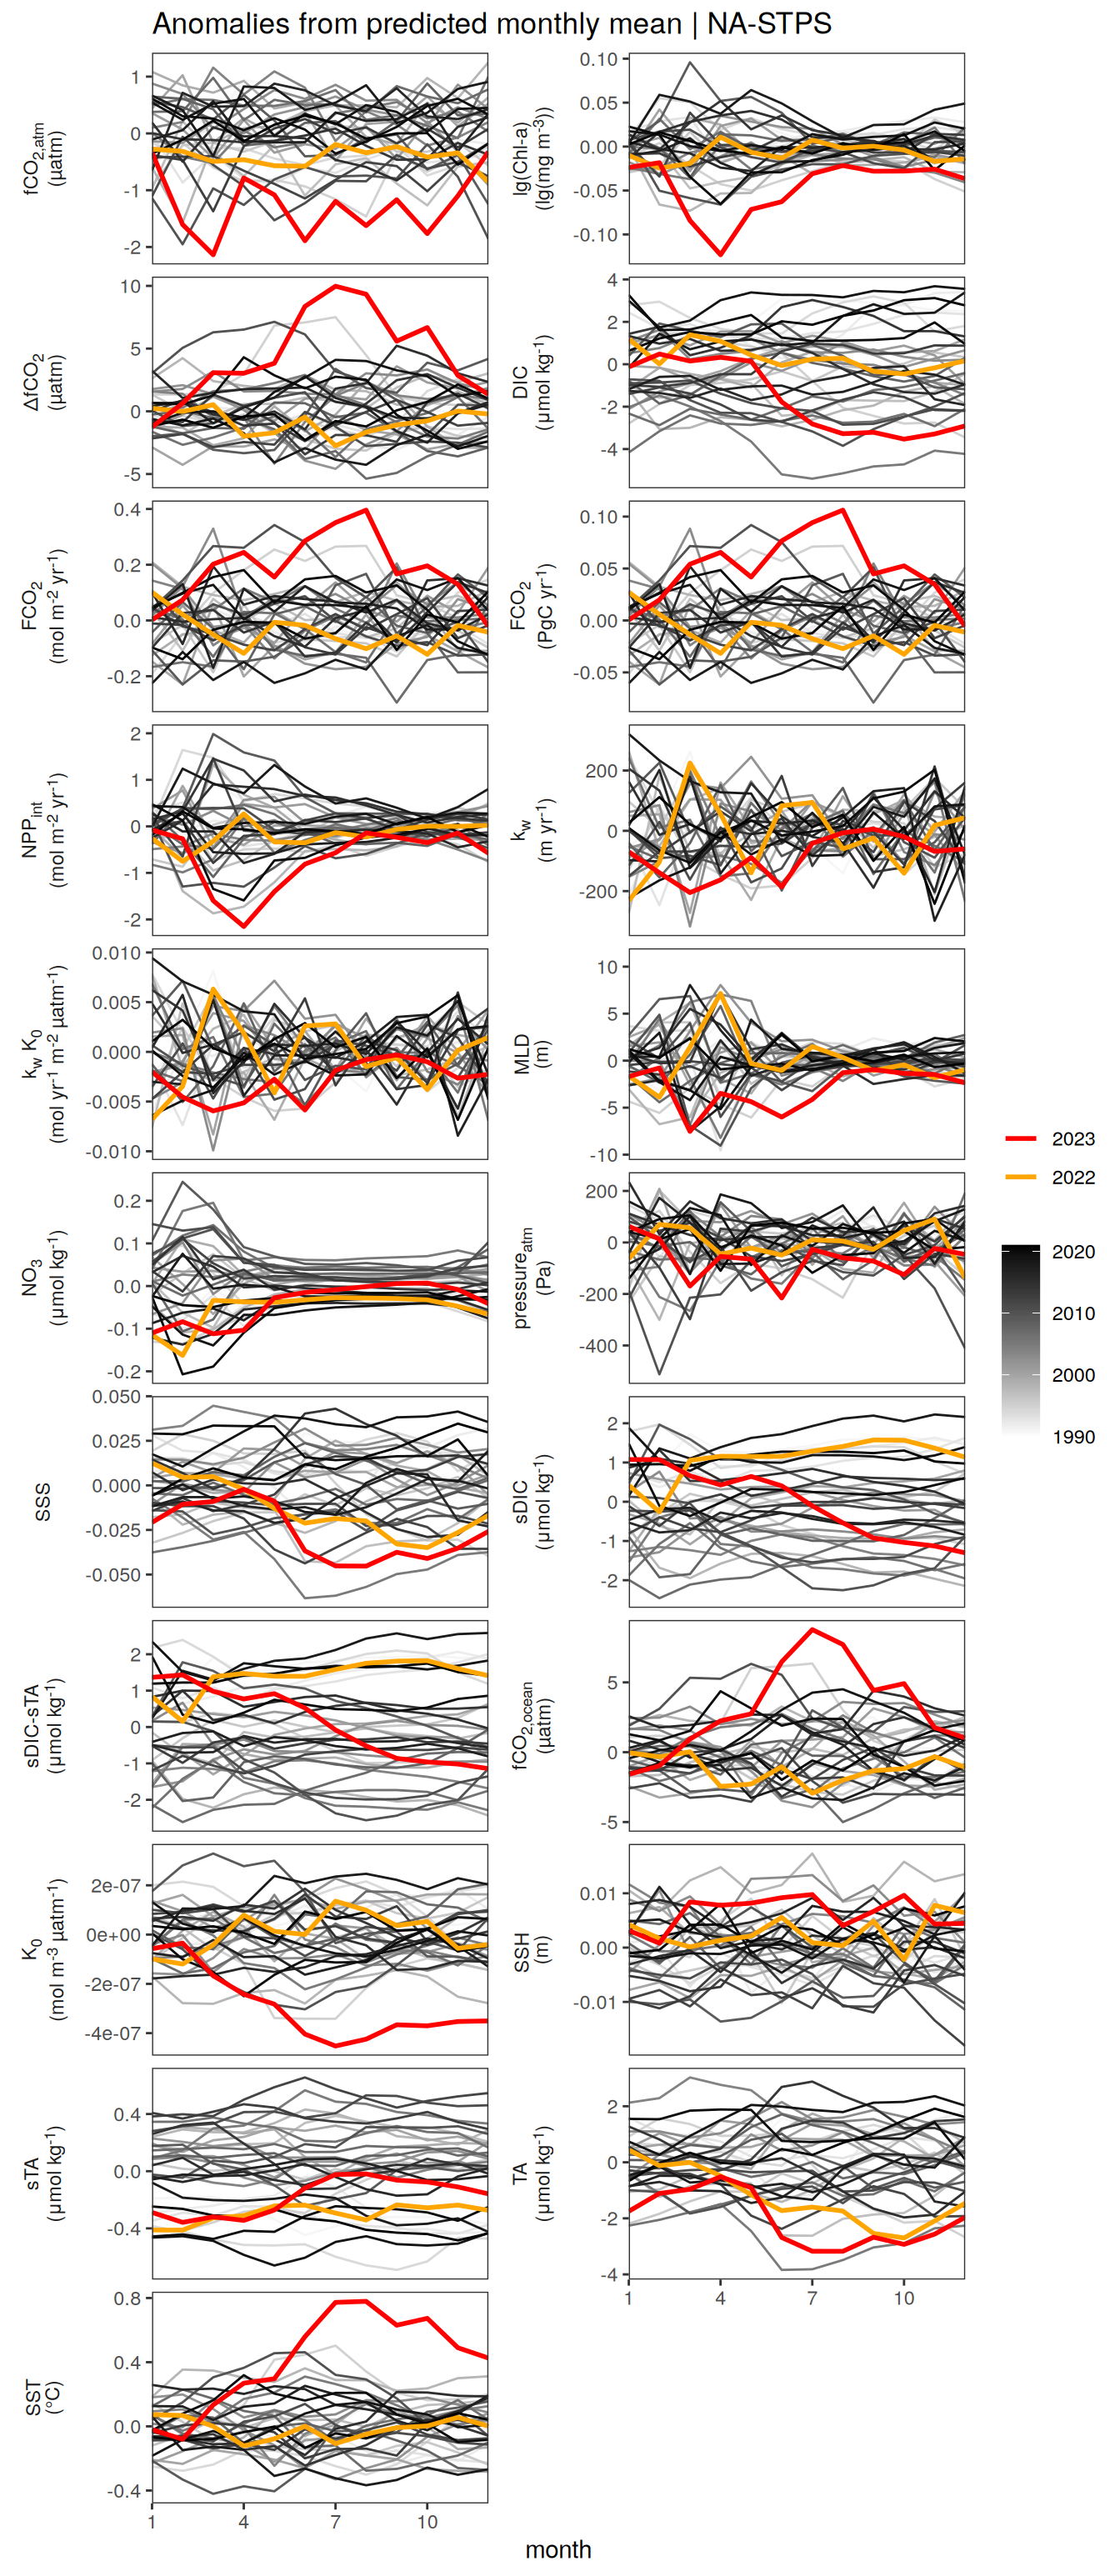 Anomalies from predicted monthly mean | NA-STPS
fCO2,atm
(µatm)
1
0
-1
-2
lg(Chl-a)
(lg(mg m-3))
0.10
0.05
0.00
-0.05
-0.10
ΔfCO2
(µatm)
10
5
0
-5
DIC
(µmol kg-1)
4
2
0
-2
-4
FCO2
(mol m-2 yr-1)
0.4
0.2
0.0
-0.2
FCO2
(PgC yr-1)
0.10
0.05
0.00
-0.05
NPPint
(mol m-2 yr-1)
2
1
0
-1
-2
kw
(m yr-1)
200
0
-200
kw K0
(mol yr-1 m-2 µatm-1)
0.010
0.005
0.000
-0.005
-0.010
MLD
(m)
10
5
0
-5
-10
NO3
(µmol kg-1)
0.2
0.1
0.0
-0.1
-0.2
pressureatm
(Pa)
200
0
-200
-400
SSS
0.050
0.025
0.000
-0.025
-0.050
sDIC
(µmol kg-1)
2
1
0
-1
-2
sDIC-sTA
(µmol kg-1)
2
1
0
-1
-2
fCO2,ocean
(µatm)
5
0
-5
K0
(mol m-3 µatm-1)
2e-07
0e+00
-2e-07
-4e-07
SSH
(m)
0.01
0.00
-0.01
sTA
(µmol kg-1)
0.4
0.0
-0.4
TA
(µmol kg-1)
2
0
-2
-4
1 4 7 10
SST
(°C)
0.8
0.4
0.0
-0.4
1 4 7 10
month
2023
2022
2020
2010
2000
1990